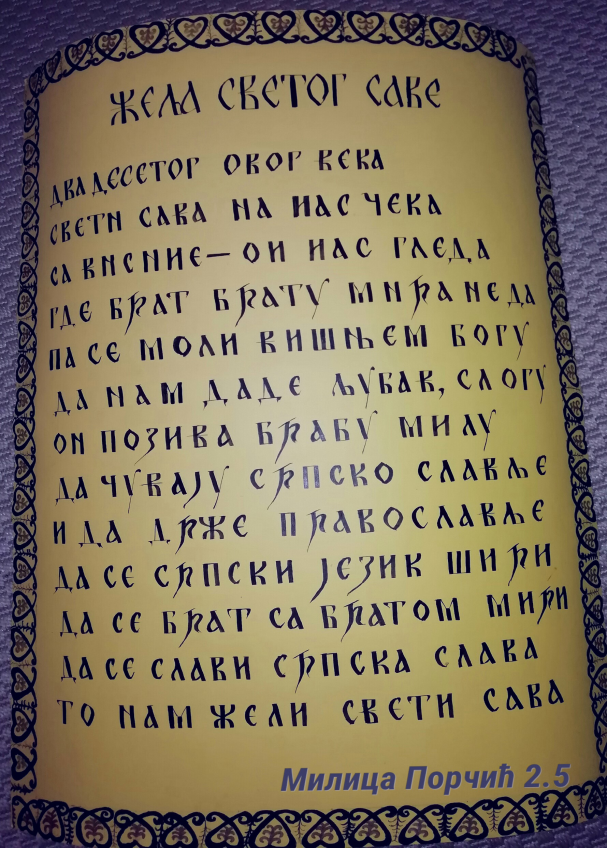 ЖЕЛА СВЕТОГ САВЕ
ДВАДЕСЕТОГ ОВОГ ВЕКА
СВЕТИ САВА НА НАС ЧЕКА
СА ВИСИНЕ— ОН НАС ГЛЕДА
ГДЕ БРАТ БРАТУ МИРА НЕ ДА
ПА СЕ МОЛИ ВИШЊЕМ БОГУ
ДА НАМ ДАДЕ ЉУБАВ, СЛОГУ
ОН ПОЗИВА БРАЂУ МИЛУ
ДА ЧУВАЈУ СРПСКО СЛАВЉЕ
И ДА ДРЖЕ ПРАВОСЛАВЉЕ
ДА СЕ СРПСКИ ЈЕЗИК ШИРИ
ДА СЕ БРАТ СА БРАТОМ МИРИ
ДА СЕ СЛАВИ СРПСКА СЛАВА
ТО НАМ ЖЕЛИ СВЕТИ САВА
Милица Порчић 2.5